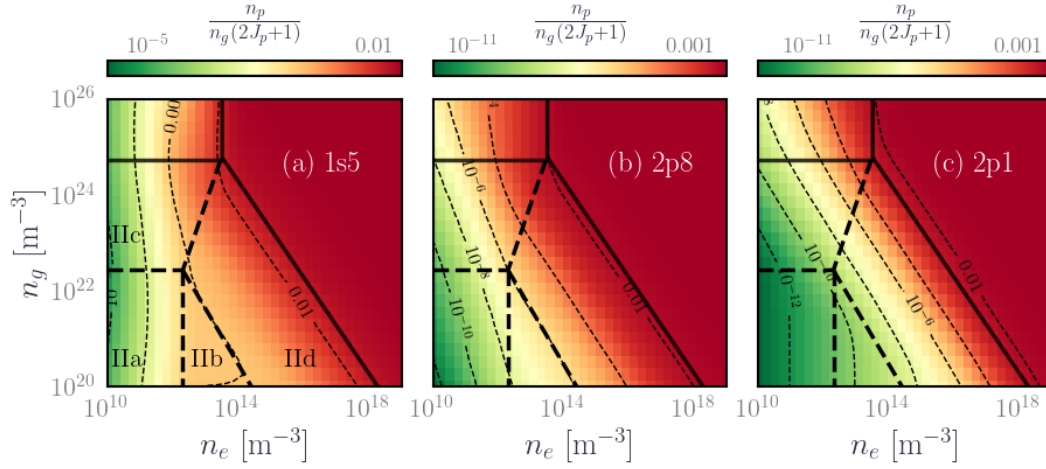 n_p / n_g(2J_p+1) n_p / n_g(2J_p+1) n_p / n_g(2J_p+1)
10^{-5} 0.01 10^{-11} 0.001 10^{-11} 0.001
10^{26}
10^{24}
10^{22}
10^{20}
n_g [m^{-3}]
(a) 1s5
0.00
IIc
IIa
IIb
IId
10
0.01
(b) 2p8
10^{-6}
10^{-8}
10^{-10}
0.01
(c) 2p1
10^{-12}
10^{-6}
0.01
10^{10} 10^{14} 10^{18} 10^{10} 10^{14} 10^{18} 10^{10} 10^{14} 10^{18}
n_e [m^{-3}] n_e [m^{-3}] n_e [m^{-3}]